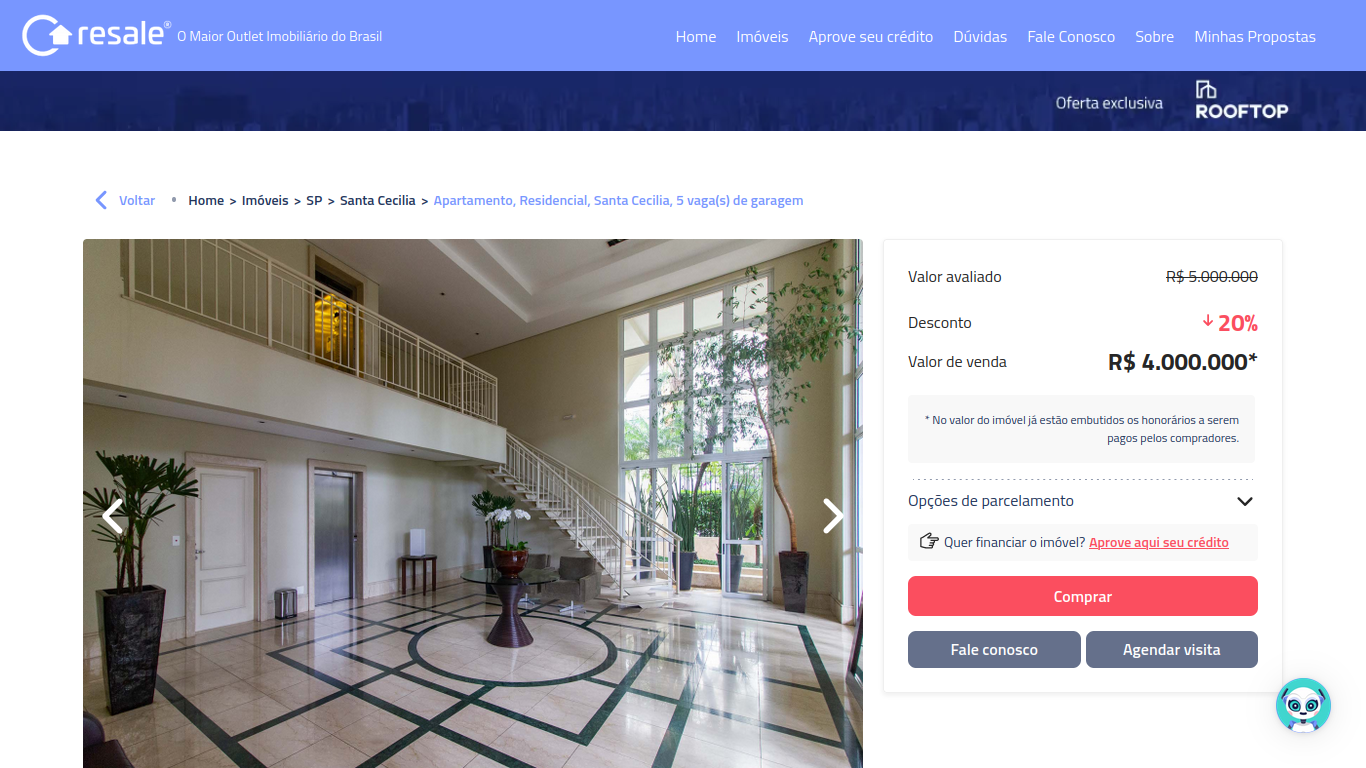 resale® O Maior Outlet Imobiliário do Brasil
Home Imóveis Aprove seu crédito Dúvidas Fale Conosco Sobre Minhas Propostas
Oferta exclusiva ROOFTOP
Voltar • Home > Imóveis > SP > Santa Cecilia > Apartamento, Residencial, Santa Cecilia, 5 vaga(s) de garagem
Valor avaliado R$ 5.000.000
Desconto 20%
Valor de venda R$ 4.000.000*
* No valor do imóvel já estão embutidos os honorários a serem
pagos pelos compradores.
Opções de parcelamento
Quer financiar o imóvel? Aprove aqui seu crédito
Comprar
Fale conosco Agendar visita